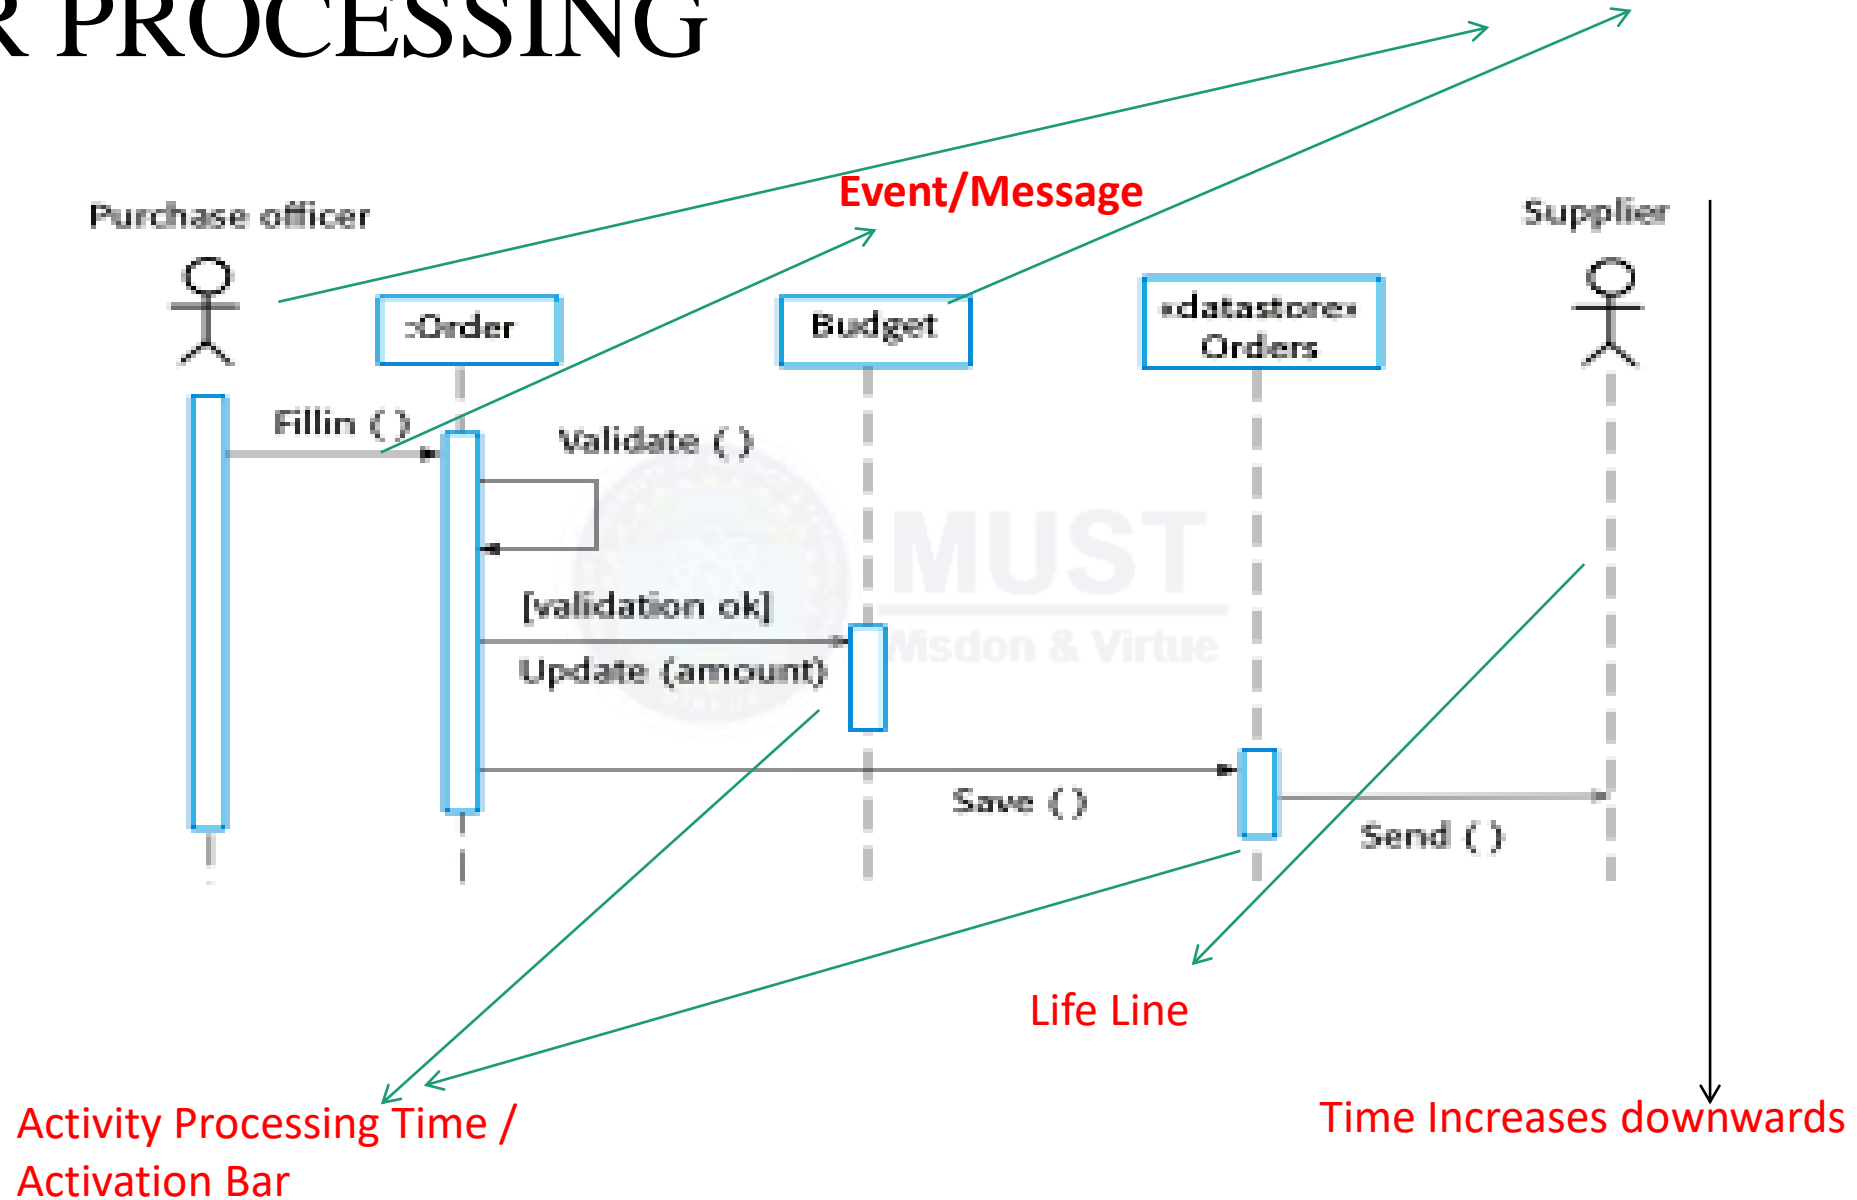 R PROCESSING
Event/Message
Purchase officer
Supplier
:Order
Budget
«datastore»
Orders
Fillin ( )
Validate ( )
MUST
Wisdon & Virtue
[validation ok]
Update (amount)
Save ( )
Send ( )
Life Line
Activity Processing Time /
Activation Bar
Time Increases downwards